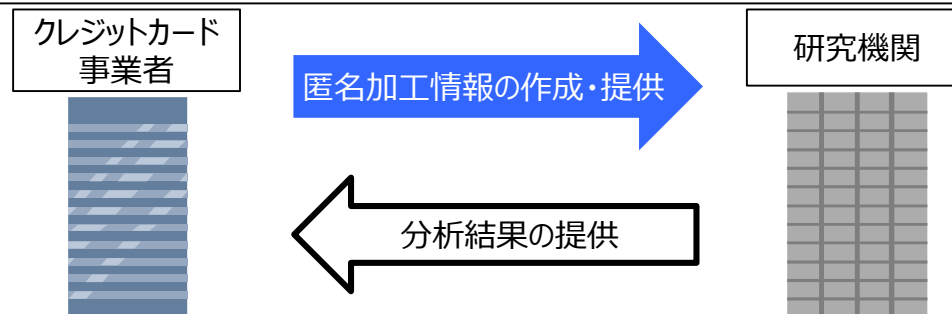 クレジットカード
事業者
匿名加工情報の作成・提供
研究機関
分析結果の提供